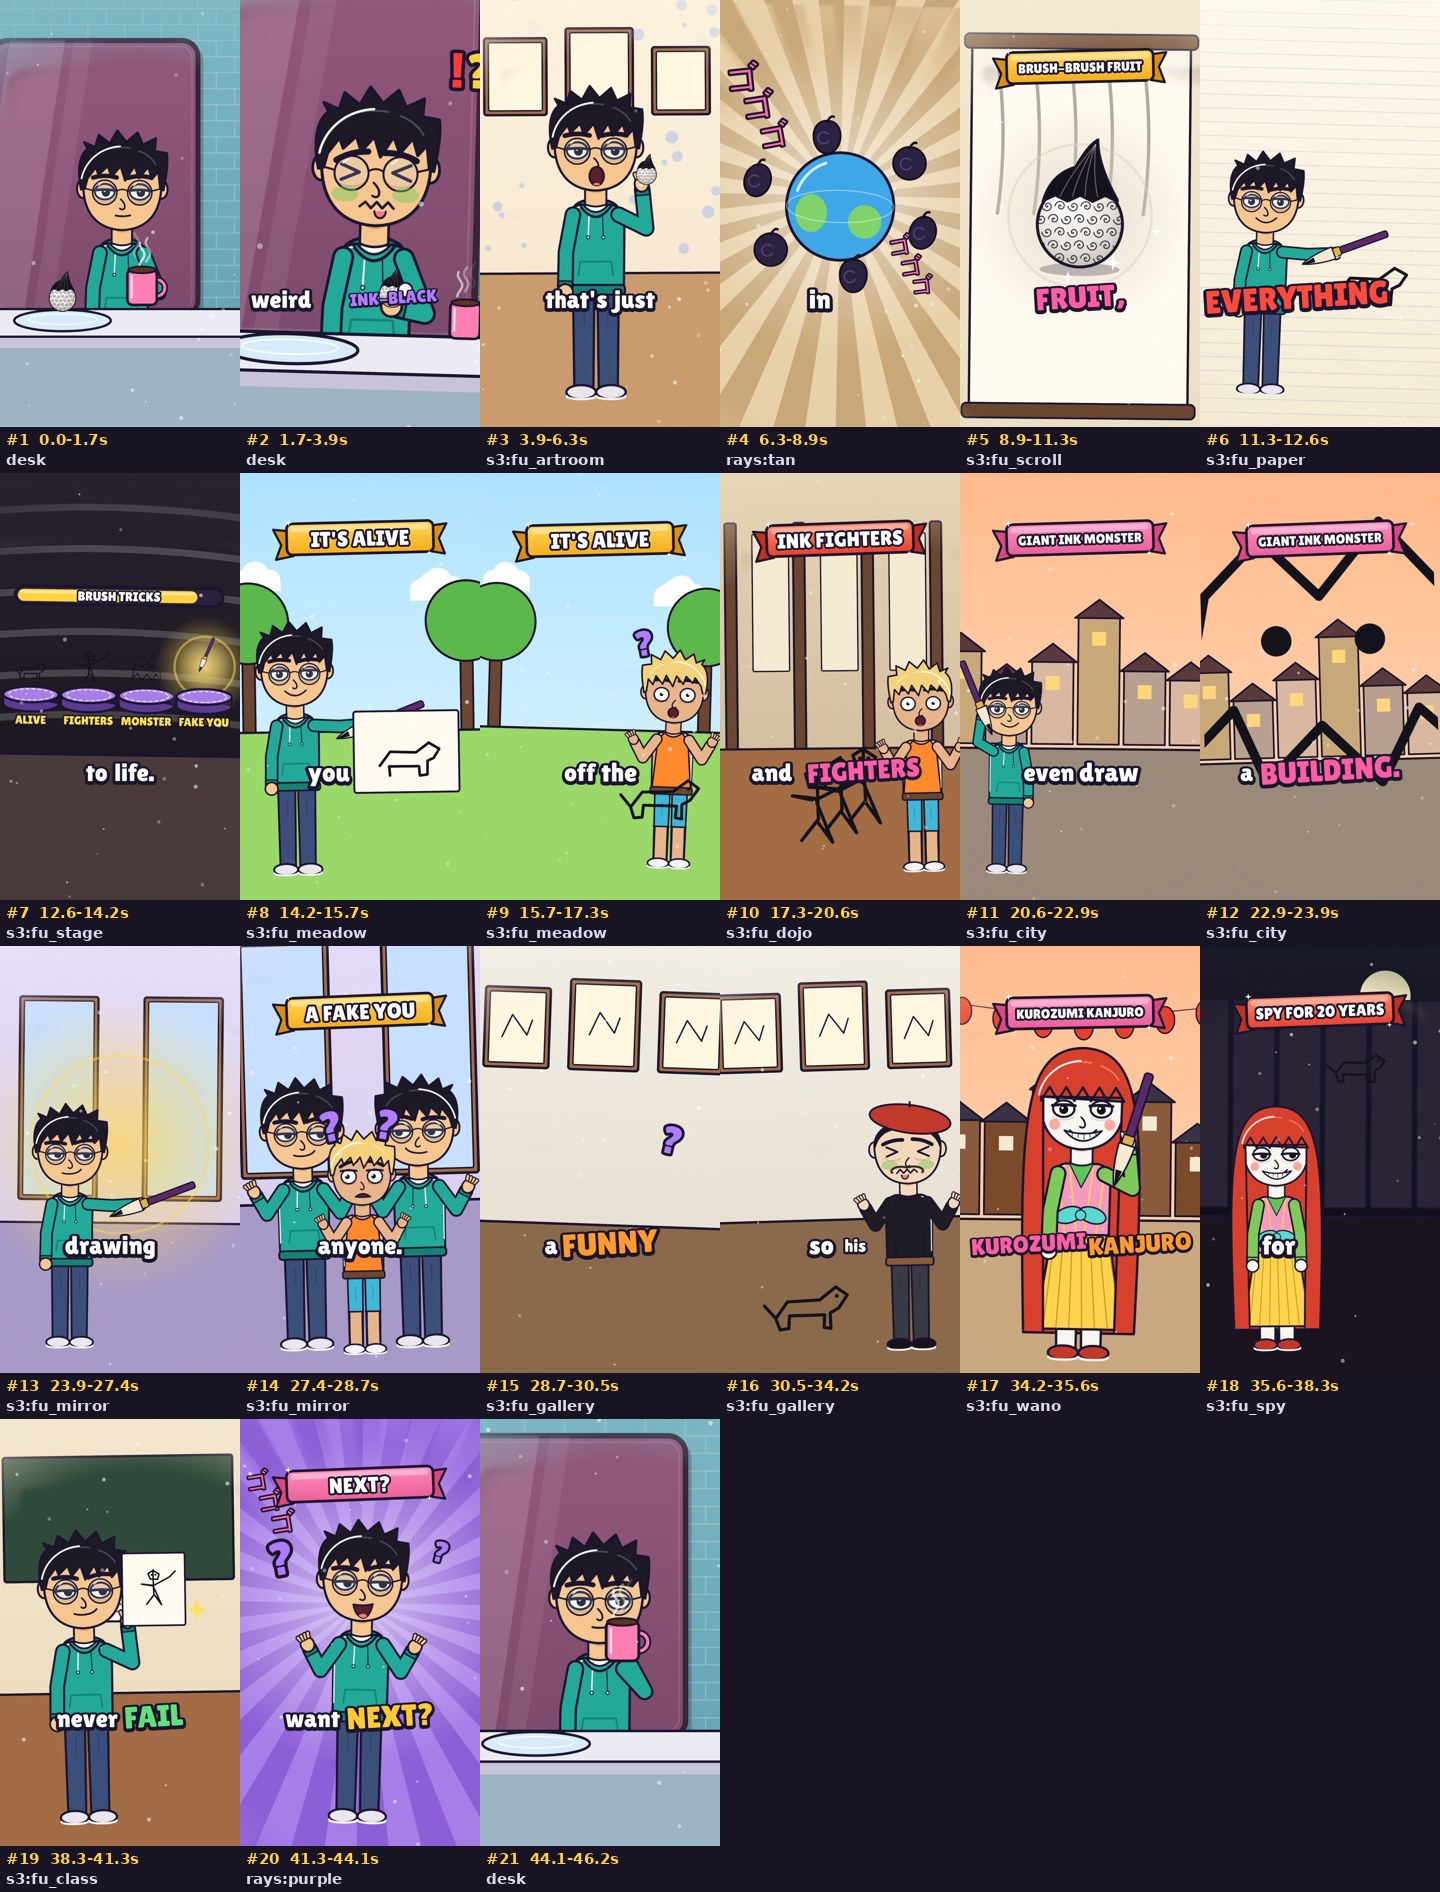 !?
weird INK-BLACK
that's just
ゴゴゴ
in
ゴゴゴ
BRUSH-BRUSH FRUIT
FRUIT,
EVERYTHING
#1 0.0-1.7s
desk
#2 1.7-3.9s
desk
#3 3.9-6.3s
s3:fu_artroom
#4 6.3-8.9s
rays:tan
#5 8.9-11.3s
s3:fu_scroll
#6 11.3-12.6s
s3:fu_paper
BRUSH TRICKS
ALIVE FIGHTERS MONSTER FAKE YOU
to life.
IT'S ALIVE
you
IT'S ALIVE
?
off the
INK FIGHTERS
and FIGHTERS
GIANT INK MONSTER
even draw
GIANT INK MONSTER
a BUILDING.
#7 12.6-14.2s
s3:fu_stage
#8 14.2-15.7s
s3:fu_meadow
#9 15.7-17.3s
s3:fu_meadow
#10 17.3-20.6s
s3:fu_dojo
#11 20.6-22.9s
s3:fu_city
#12 22.9-23.9s
s3:fu_city
drawing
A FAKE YOU
? ?
anyone.
?
a FUNNY
so his
KUROZUMI KANJURO
KUROZUMI KANJURO
SPY FOR 20 YEARS
for
#13 23.9-27.4s
s3:fu_mirror
#14 27.4-28.7s
s3:fu_mirror
#15 28.7-30.5s
s3:fu_gallery
#16 30.5-34.2s
s3:fu_gallery
#17 34.2-35.6s
s3:fu_wano
#18 35.6-38.3s
s3:fu_spy
never FAIL
ゴゴゴ
NEXT?
? ?
want NEXT?
#19 38.3-41.3s
s3:fu_class
#20 41.3-44.1s
rays:purple
#21 44.1-46.2s
desk